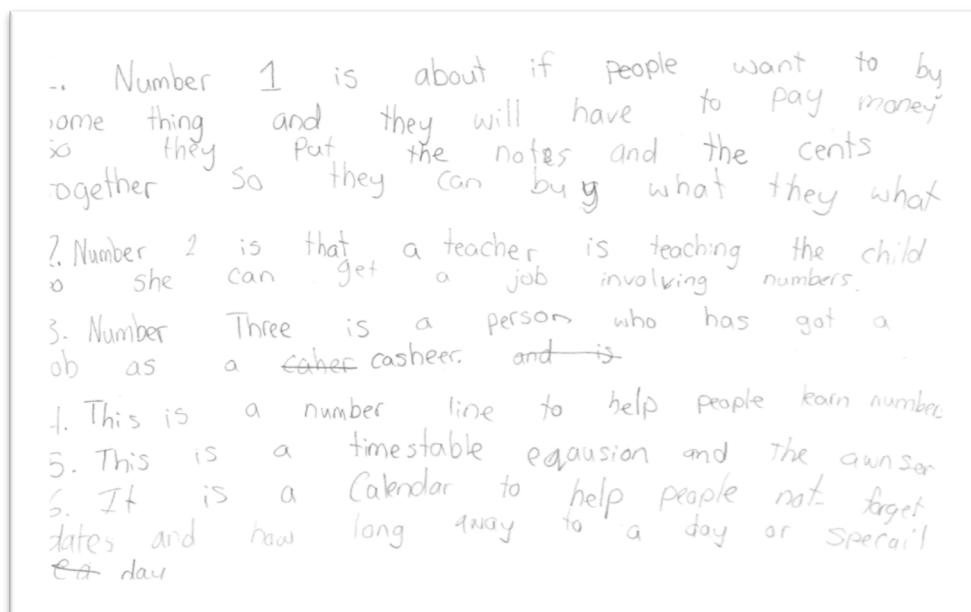 .. Number 1 is about if people want to by
ome thing and they will have to pay money
so they Put the notes and the cents
ogether So they can buy what they what
2. Number 2 is that a teacher is teaching the child
so she can get a job involving numbers.
3. Number Three is a person who has got a
ob as a caher casheer. and is
4. This is a number line to help people learn number
5. This is a timestable eqausion and the awnser
6. It is a Calendar to help people not forget
dates and how long away to a day or specail
day